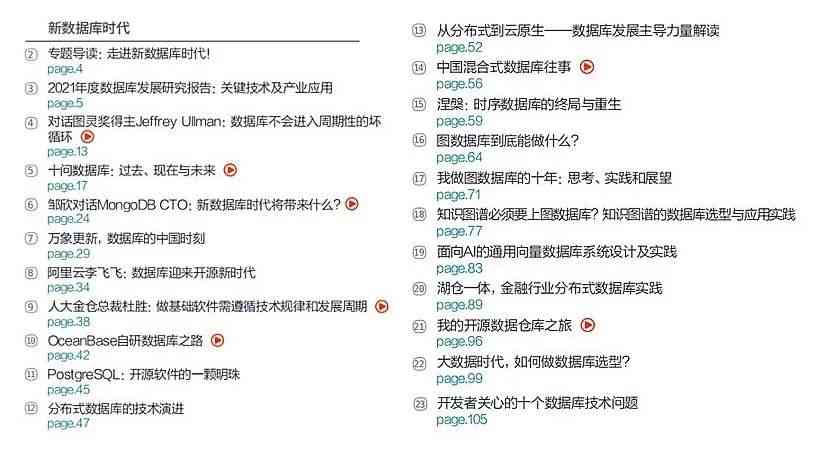 新数据库时代
② 专题导读：走进新数据库时代!
page.4
③ 2021年度数据库发展研究报告：关键技术及产业应用
page.5
④ 对话图灵奖得主Jeffrey Ullman：数据库不会进入周期性的坏
循环
page.13
⑤ 十问数据库：过去、现在与未来
page.17
⑥ 邹欣对话MongoDB CTO：新数据库时代将带来什么?
page.24
⑦ 万象更新，数据库的中国时刻
page.29
⑧ 阿里云李飞飞：数据库迎来开源新时代
page.34
⑨ 人大金仓总裁杜胜：做基础软件需遵循技术规律和发展周期
page.38
⑩ OceanBase自研数据库之路
page.42
⑪ PostgreSQL：开源软件的一颗明珠
page.45
⑫ 分布式数据库的技术演进
page.47
⑬ 从分布式到云原生——数据库发展主导力量解读
page.52
⑭ 中国混合式数据库往事
page.56
⑮ 涅槃：时序数据库的终局与重生
page.59
⑯ 图数据库到底能做什么?
page.64
⑰ 我做图数据库的十年：思考、实践和展望
page.71
⑱ 知识图谱必须要上图数据库? 知识图谱的数据库选型与应用实践
page.77
⑲ 面向AI的通用向量数据库系统设计及实践
page.83
⑳ 湖仓一体，金融行业分布式数据库实践
page.89
㉑ 我的开源数据仓库之旅
page.96
㉒ 大数据时代，如何做数据库选型?
page.99
㉓ 开发者关心的十个数据库技术问题
page.105